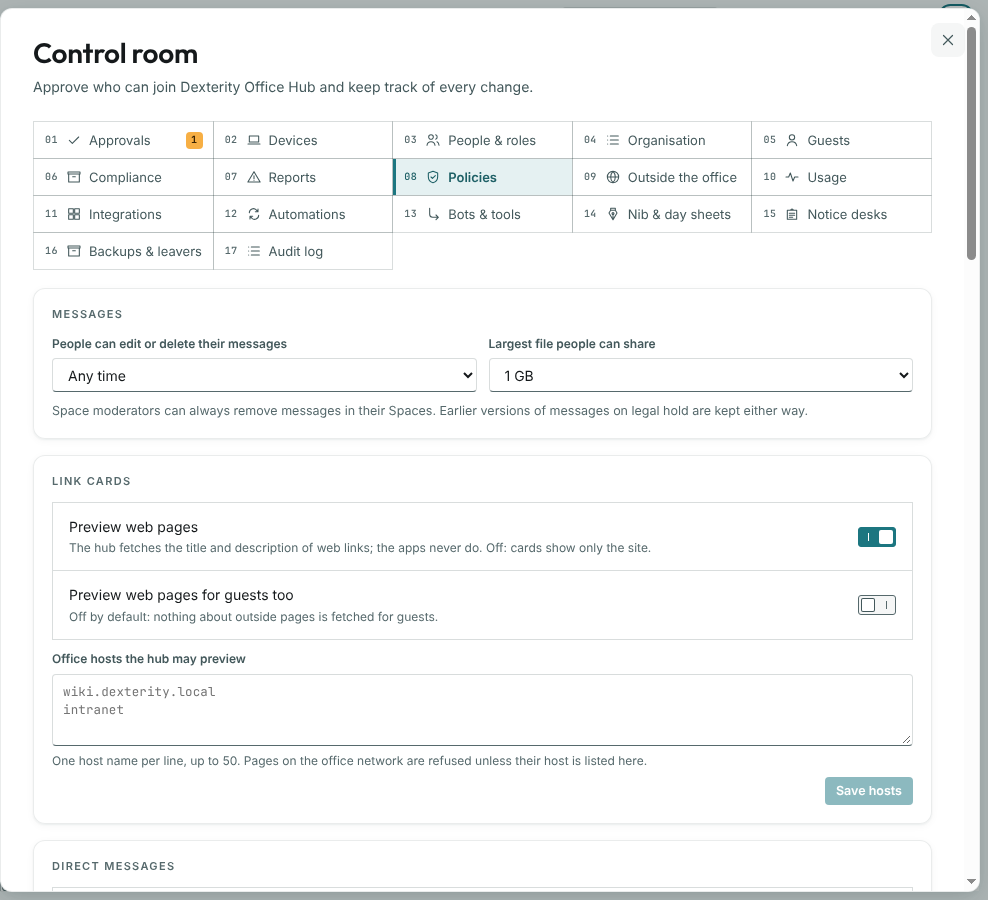 Control room
Approve who can join Dexterity Office Hub and keep track of every change.
01 Approvals 1 02 Devices 03 People & roles 04 Organisation 05 Guests
06 Compliance 07 Reports 08 Policies 09 Outside the office 10 Usage
11 Integrations 12 Automations 13 Bots & tools 14 Nib & day sheets 15 Notice desks
16 Backups & leavers 17 Audit log
MESSAGES
People can edit or delete their messages Largest file people can share
Any time 1 GB
Space moderators can always remove messages in their Spaces. Earlier versions of messages on legal hold are kept either way.
LINK CARDS
Preview web pages
The hub fetches the title and description of web links; the apps never do. Off: cards show only the site.
Preview web pages for guests too
Off by default: nothing about outside pages is fetched for guests.
Office hosts the hub may preview
wiki.dexterity.local
intranet
One host name per line, up to 50. Pages on the office network are refused unless their host is listed here.
Save hosts
DIRECT MESSAGES